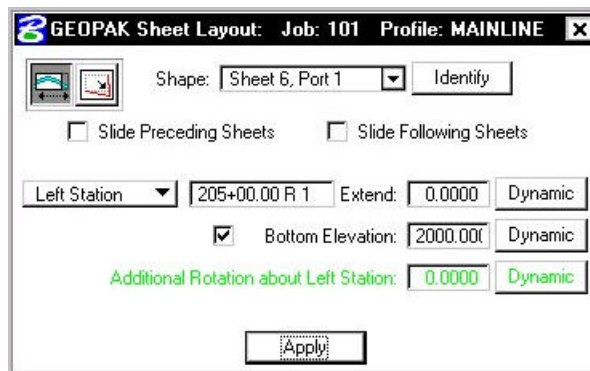 GEOPAK Sheet Layout: Job: 101 Profile: MAINLINE
Shape: Sheet 6, Port 1 Identify
Slide Preceding Sheets Slide Following Sheets
Left Station 205+00.00 R 1 Extend: 0.0000 Dynamic
Bottom Elevation: 2000.00( Dynamic
Additional Rotation about Left Station: 0.0000 Dynamic
Apply